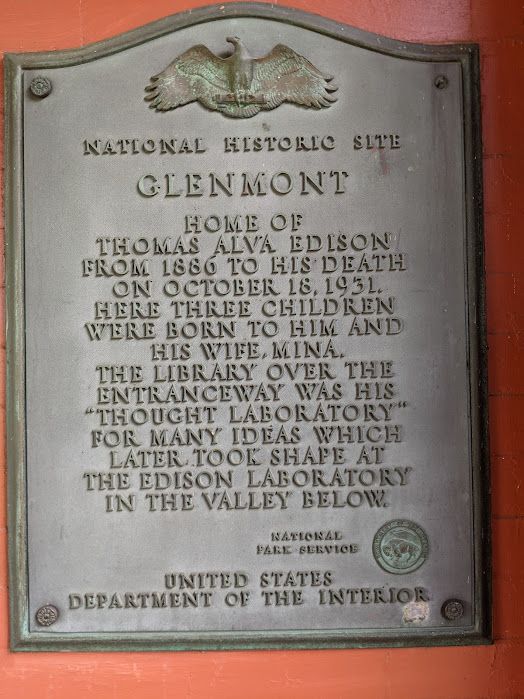 NATIONAL HISTORIC SITE
GLENMONT
HOME OF
THOMAS ALVA EDISON
FROM 1886 TO HIS DEATH
ON OCTOBER 18, 1931.
HERE THREE CHILDREN
WERE BORN TO HIM AND
HIS WIFE, MINA.
THE LIBRARY OVER THE
ENTRANCEWAY WAS HIS
"THOUGHT LABORATORY"
FOR MANY IDEAS WHICH
LATER TOOK SHAPE AT
THE EDISON LABORATORY
IN THE VALLEY BELOW.
NATIONAL
PARK SERVICE
UNITED STATES
DEPARTMENT OF THE INTERIOR